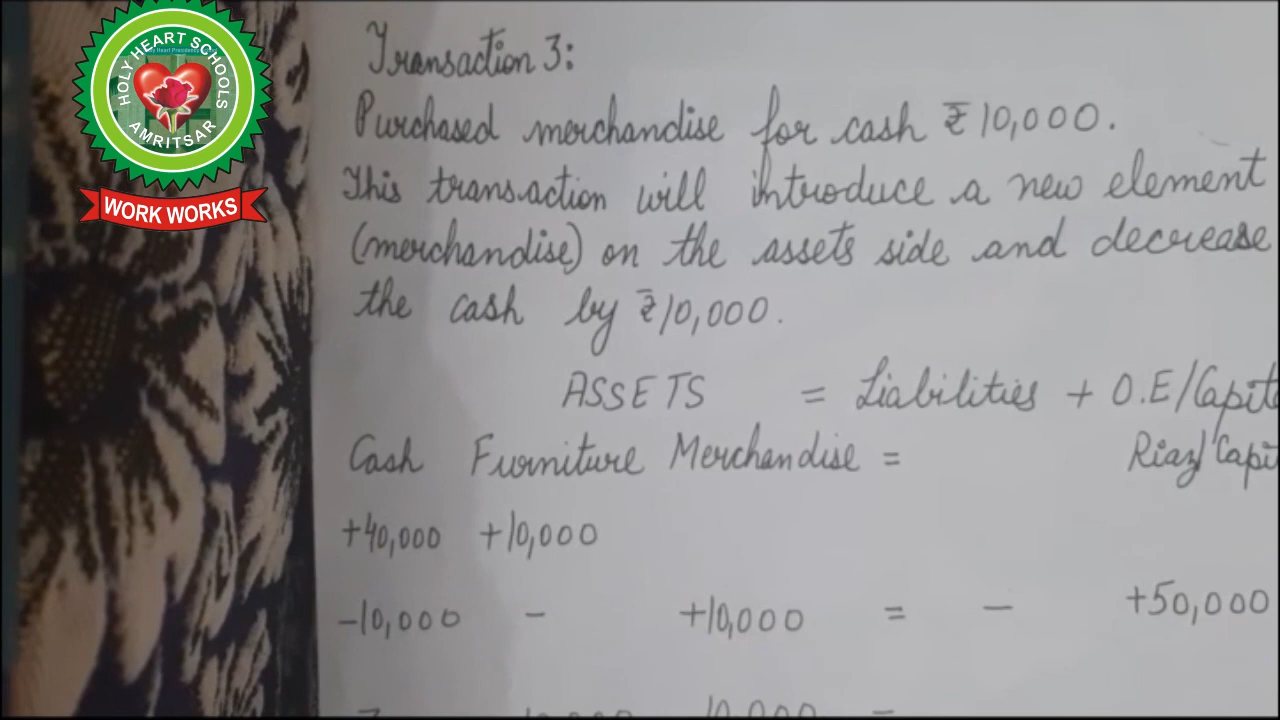 HOLY HEART SCHOOLS
AMRITSAR
WORK WORKS
Transaction 3:
Purchased merchandise for cash ₹10,000.
This transaction will introduce a new element
(merchandise) on the assets side and decrease
the cash by ₹10,000.
ASSETS = Liabilities + O.E/Capit
Cash Furniture Merchandise = Riaz Capi
+40,000 +10,000
-10,000 - +10,000 = - +50,000